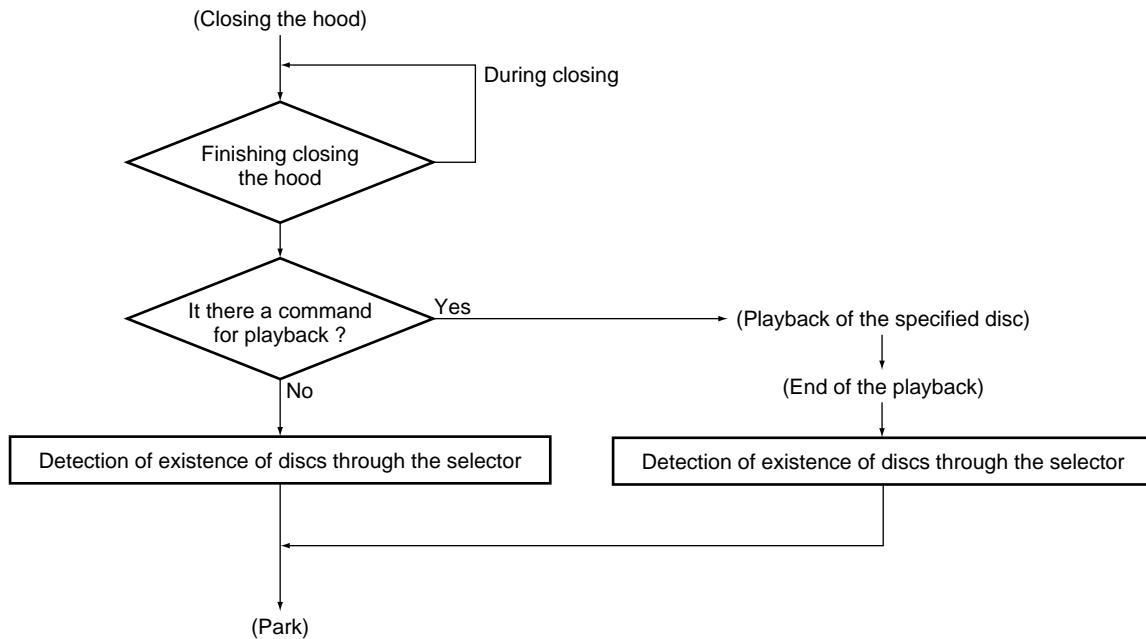 (Closing the hood)
During closing
Finishing closing
the hood
It there a command
for playback ?
Yes
(Playback of the specified disc)
No
(End of the playback)
Detection of existence of discs through the selector
Detection of existence of discs through the selector
(Park)